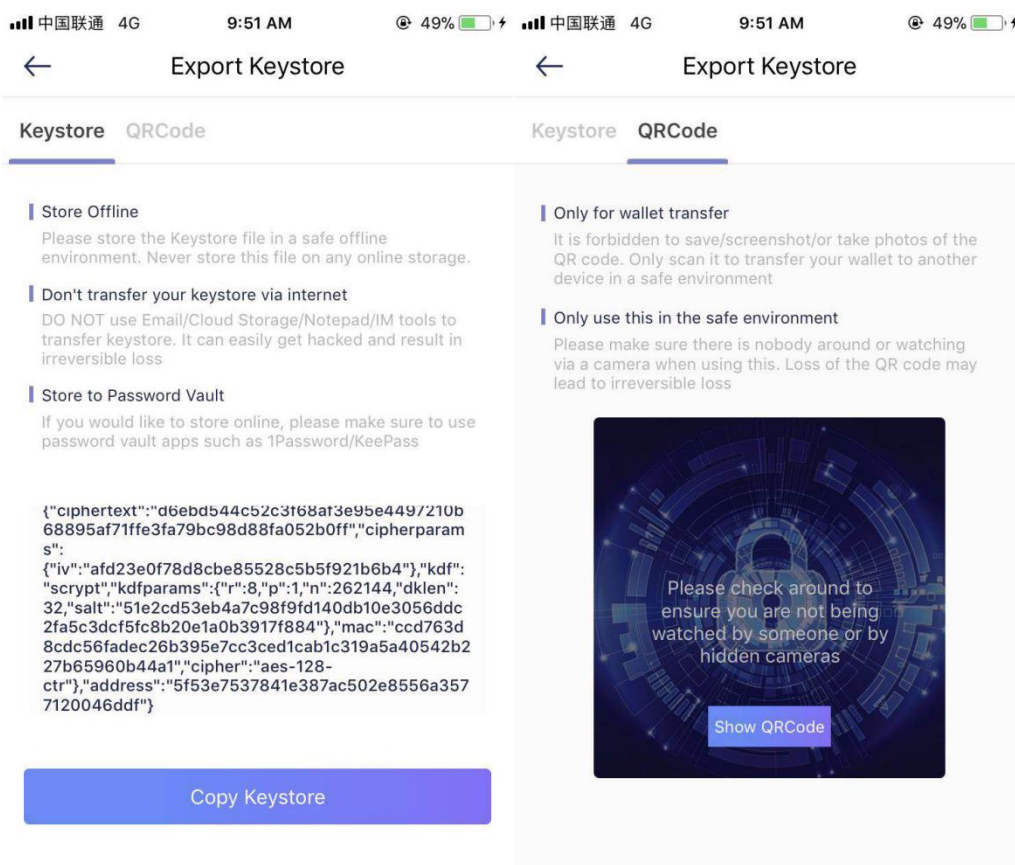 中国联通 4G 9:51 AM 49%
Export Keystore
Keystore QRCode
Store Offline
Please store the Keystore file in a safe offline
environment. Never store this file on any online storage.
Don't transfer your keystore via internet
DO NOT use Email/Cloud Storage/Notepad/IM tools to
transfer keystore. It can easily get hacked and result in
irreversible loss
Store to Password Vault
If you would like to store online, please make sure to use
password vault apps such as 1Password/KeePass
{"ciphertext":"d6ebd544c52c3f68af3e95e4497210b
68895af71ffe3fa79bc98d88fa052b0ff","cipherparam
s":
{"iv":"afd23e0f78d8cbe85528c5b5f921b6b4"},"kdf":
"scrypt","kdfparams":{"r":8,"p":1,"n":262144,"dklen":
32,"salt":"51e2cd53eb4a7c98f9fd140db10e3056ddc
2fa5c3dcf5fc8b20e1a0b3917f884"},"mac":"ccd763d
8cdc56fadec26b395e7cc3ced1cab1c319a5a40542b2
27b65960b44a1","cipher":"aes-128-
ctr"},"address":"5f53e7537841e387ac502e8556a357
7120046ddf"}
Copy Keystore
中国联通 4G 9:51 AM 49%
Export Keystore
Keystore QRCode
Only for wallet transfer
It is forbidden to save/screenshot/or take photos of the
QR code. Only scan it to transfer your wallet to another
device in a safe environment
Only use this in the safe environment
Please make sure there is nobody around or watching
via a camera when using this. Loss of the QR code may
lead to irreversible loss
Please check around to
ensure you are not being
watched by someone or by
hidden cameras
Show QRCode